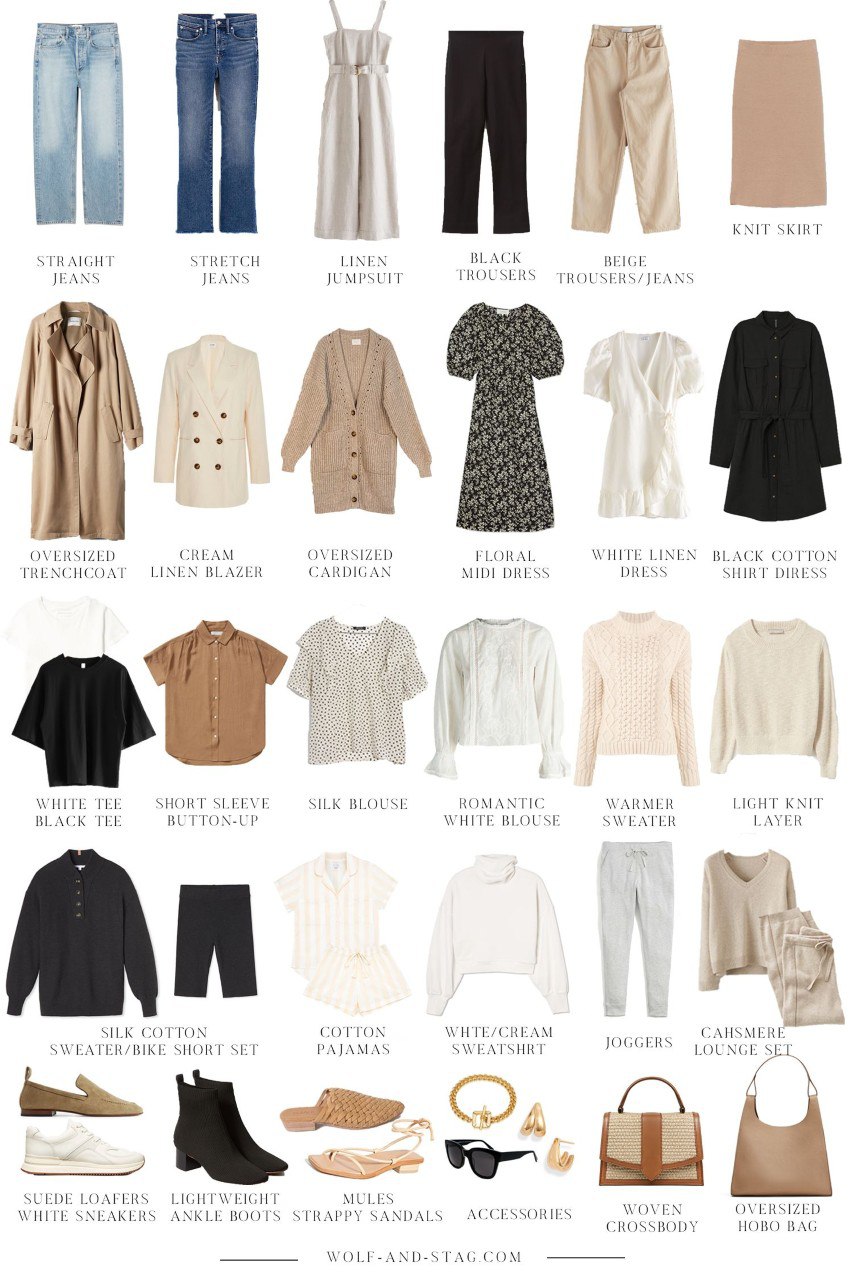 STRAIGHT
JEANS
STRETCH
JEANS
LINEN
JUMPSUIT
BLACK
TROUSERS
BEIGE
TROUSERS/JEANS
KNIT SKIRT
OVERSIZED
TRENCHCOAT
CREAM
LINEN BLAZER
OVERSIZED
CARDIGAN
FLORAL
MIDI DRESS
WHITE LINEN
DRESS
BLACK COTTON
SHIRT DIRESS
WHITE TEE
BLACK TEE
SHORT SLEEVE
BUTTON-UP
SILK BLOUSE
ROMANTIC
WHITE BLOUSE
WARMER
SWEATER
LIGHT KNIT
LAYER
SILK COTTON
SWEATER/BIKE SHORT SET
COTTON
PAJAMAS
WHTE/CREAM
SWEATSHRT
JOGGERS
CAHSMERE
LOUNGE SET
SUEDE LOAFERS
WHITE SNEAKERS
LIGHTWEIGHT
ANKLE BOOTS
MULES
STRAPPY SANDALS
ACCESSORIES
WOVEN
CROSSBODY
OVERSIZED
HOBO BAG
WOLF-AND-STAG.COM